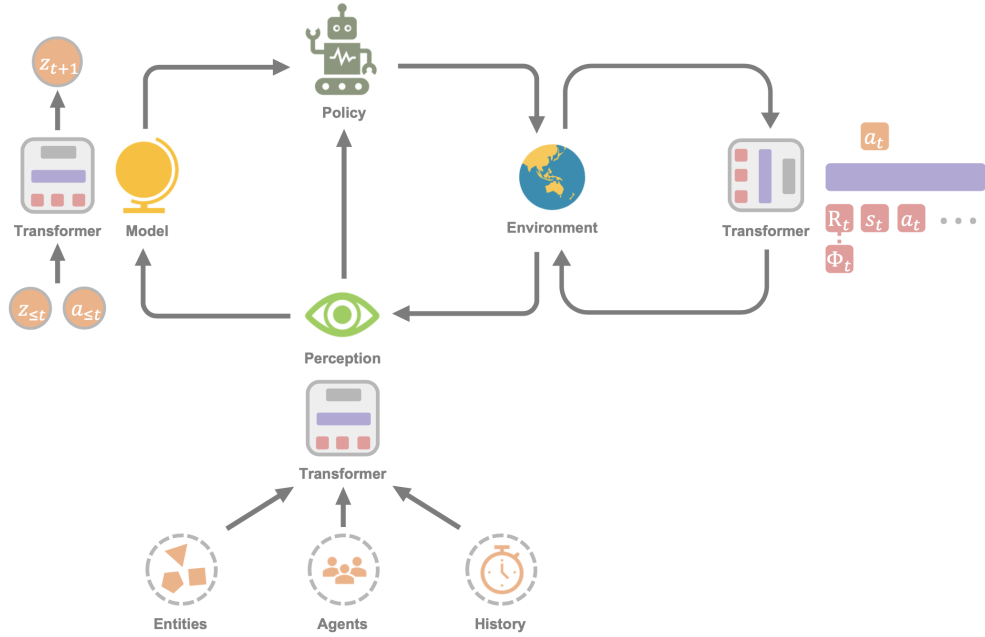 z_{t+1}
Policy
Transformer
Model
Environment
Transformer
a_t
R_t s_t a_t ...
Φ_t
z_{≤t} a_{≤t}
Perception
Transformer
Entities
Agents
History